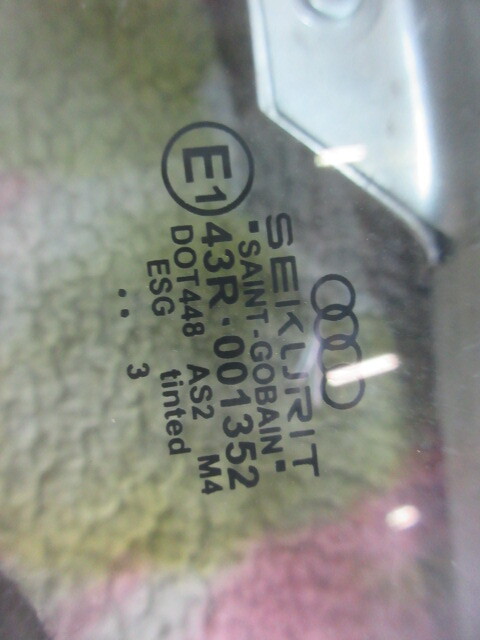 SEKURIT
"SAINT-GOBAIN"
E1 43R-001352
DOT448 AS2 M4
ESG tinted
.. 3